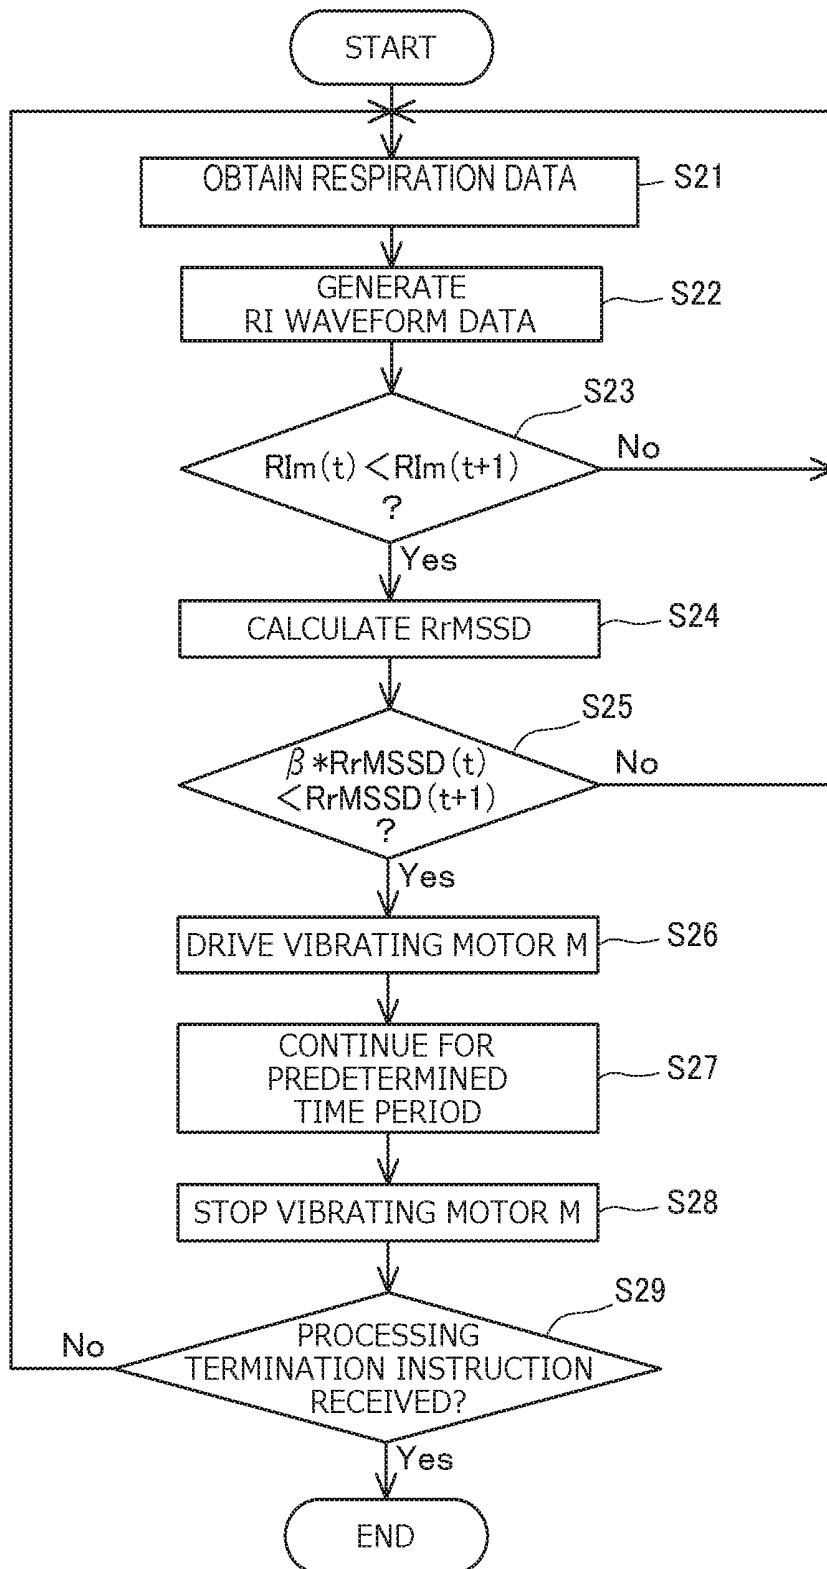 START
OBTAIN RESPIRATION DATA
S21
GENERATE
RI WAVEFORM DATA
S22
S23
RIm(t) <RIm(t+1)
?
No
Yes
CALCULATE RrMSSD
S24
S25
β*RrMSSD(t)
<RrMSSD(t+1)
?
No
Yes
DRIVE VIBRATING MOTOR M
S26
CONTINUE FOR
PREDETERMINED
TIME PERIOD
S27
STOP VIBRATING MOTOR M
S28
S29
PROCESSING
TERMINATION INSTRUCTION
RECEIVED?
No
Yes
END